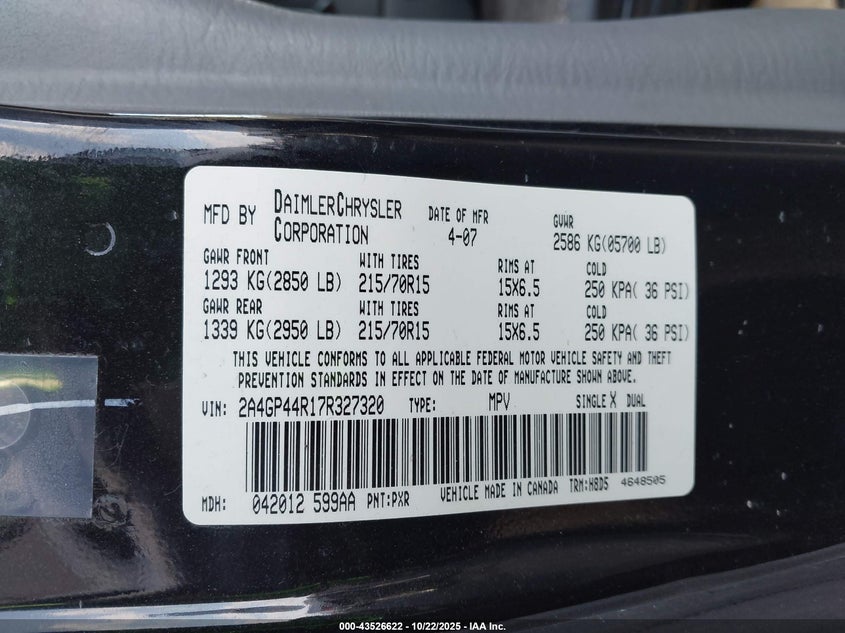 MFD BY DAIMLERCHRYSLER CORPORATION DATE OF MFR 4-07 GVWR 2586 KG(05700 LB)
GAWR FRONT WITH TIRES RIMS AT COLD
1293 KG(2850 LB) 215/70R15 15X6.5 250 KPA( 36 PSI)
GAWR REAR WITH TIRES RIMS AT COLD
1339 KG(2950 LB) 215/70R15 15X6.5 250 KPA( 36 PSI)
THIS VEHICLE CONFORMS TO ALL APPLICABLE FEDERAL MOTOR VEHICLE SAFETY AND THEFT
PREVENTION STANDARDS IN EFFECT ON THE DATE OF MANUFACTURE SHOWN ABOVE.
VIN: 2A4GP44R17R327320 TYPE: MPV SINGLE X DUAL
MDH: 042012 599AA PNT:PXR VEHICLE MADE IN CANADA TRM:H8D5 4648505
000-43526622 - 10/22/2025 - IAA Inc.